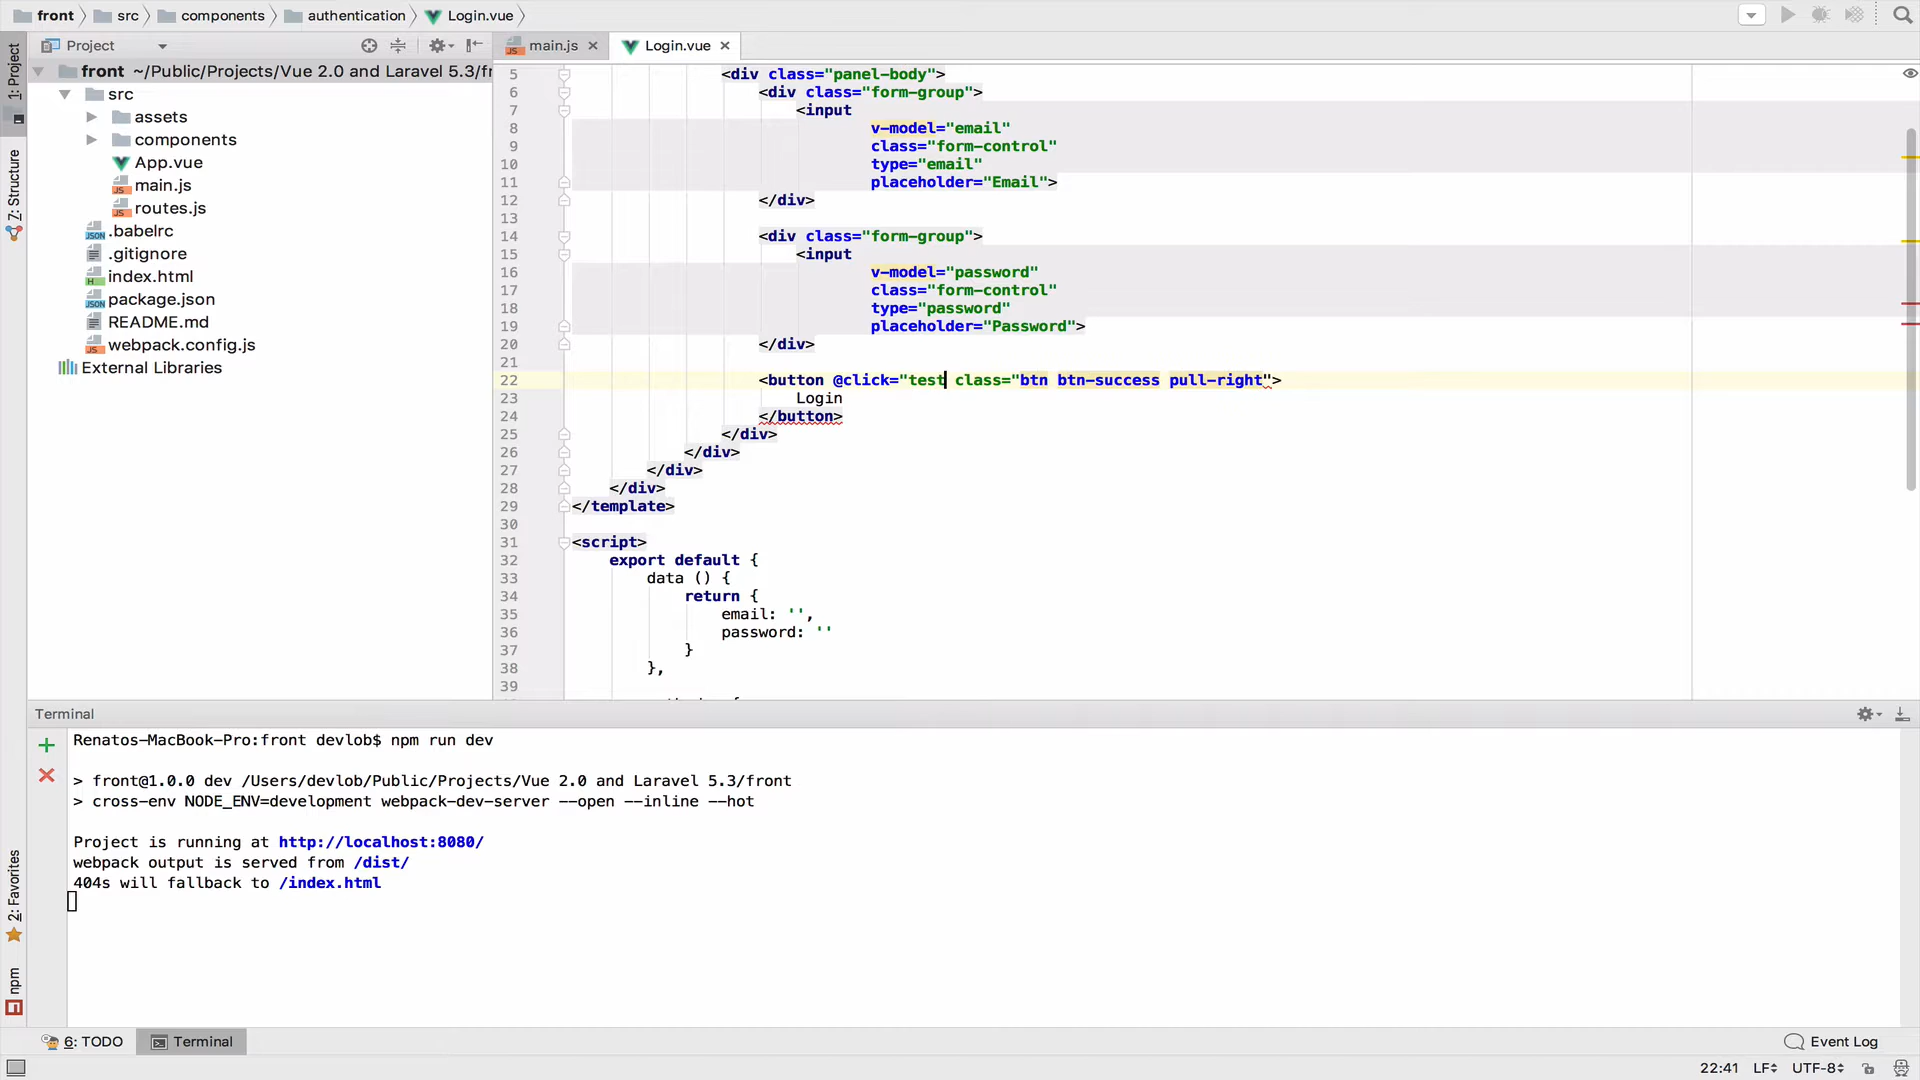 front src components authentication Login.vue
1: Project
7: Structure
2: Favorites
npm
Project
front ~/Public/Projects/Vue 2.0 and Laravel 5.3/fr
src
assets
components
App.vue
main.js
routes.js
.babelrc
.gitignore
index.html
package.json
README.md
webpack.config.js
External Libraries
main.js Login.vue
5 <div class="panel-body">
6 <div class="form-group">
7 <input
8 v-model="email"
9 class="form-control"
10 type="email"
11 placeholder="Email">
12 </div>
13
14 <div class="form-group">
15 <input
16 v-model="password"
17 class="form-control"
18 type="password"
19 placeholder="Password">
20 </div>
21
22 <button @click="test class="btn btn-success pull-right">
23 Login
24 </button>
25 </div>
26 </div>
27 </div>
28 </div>
29 </template>
30
31 <script>
32 export default {
33 data () {
34 return {
35 email: '',
36 password: ''
37 }
38 },
39
Terminal
Renatos-MacBook-Pro:front devlob$ npm run dev
> front@1.0.0 dev /Users/devlob/Public/Projects/Vue 2.0 and Laravel 5.3/front
> cross-env NODE_ENV=development webpack-dev-server --open --inline --hot
Project is running at http://localhost:8080/
webpack output is served from /dist/
404s will fallback to /index.html
6: TODO Terminal Event Log
22:41 LF UTF-8